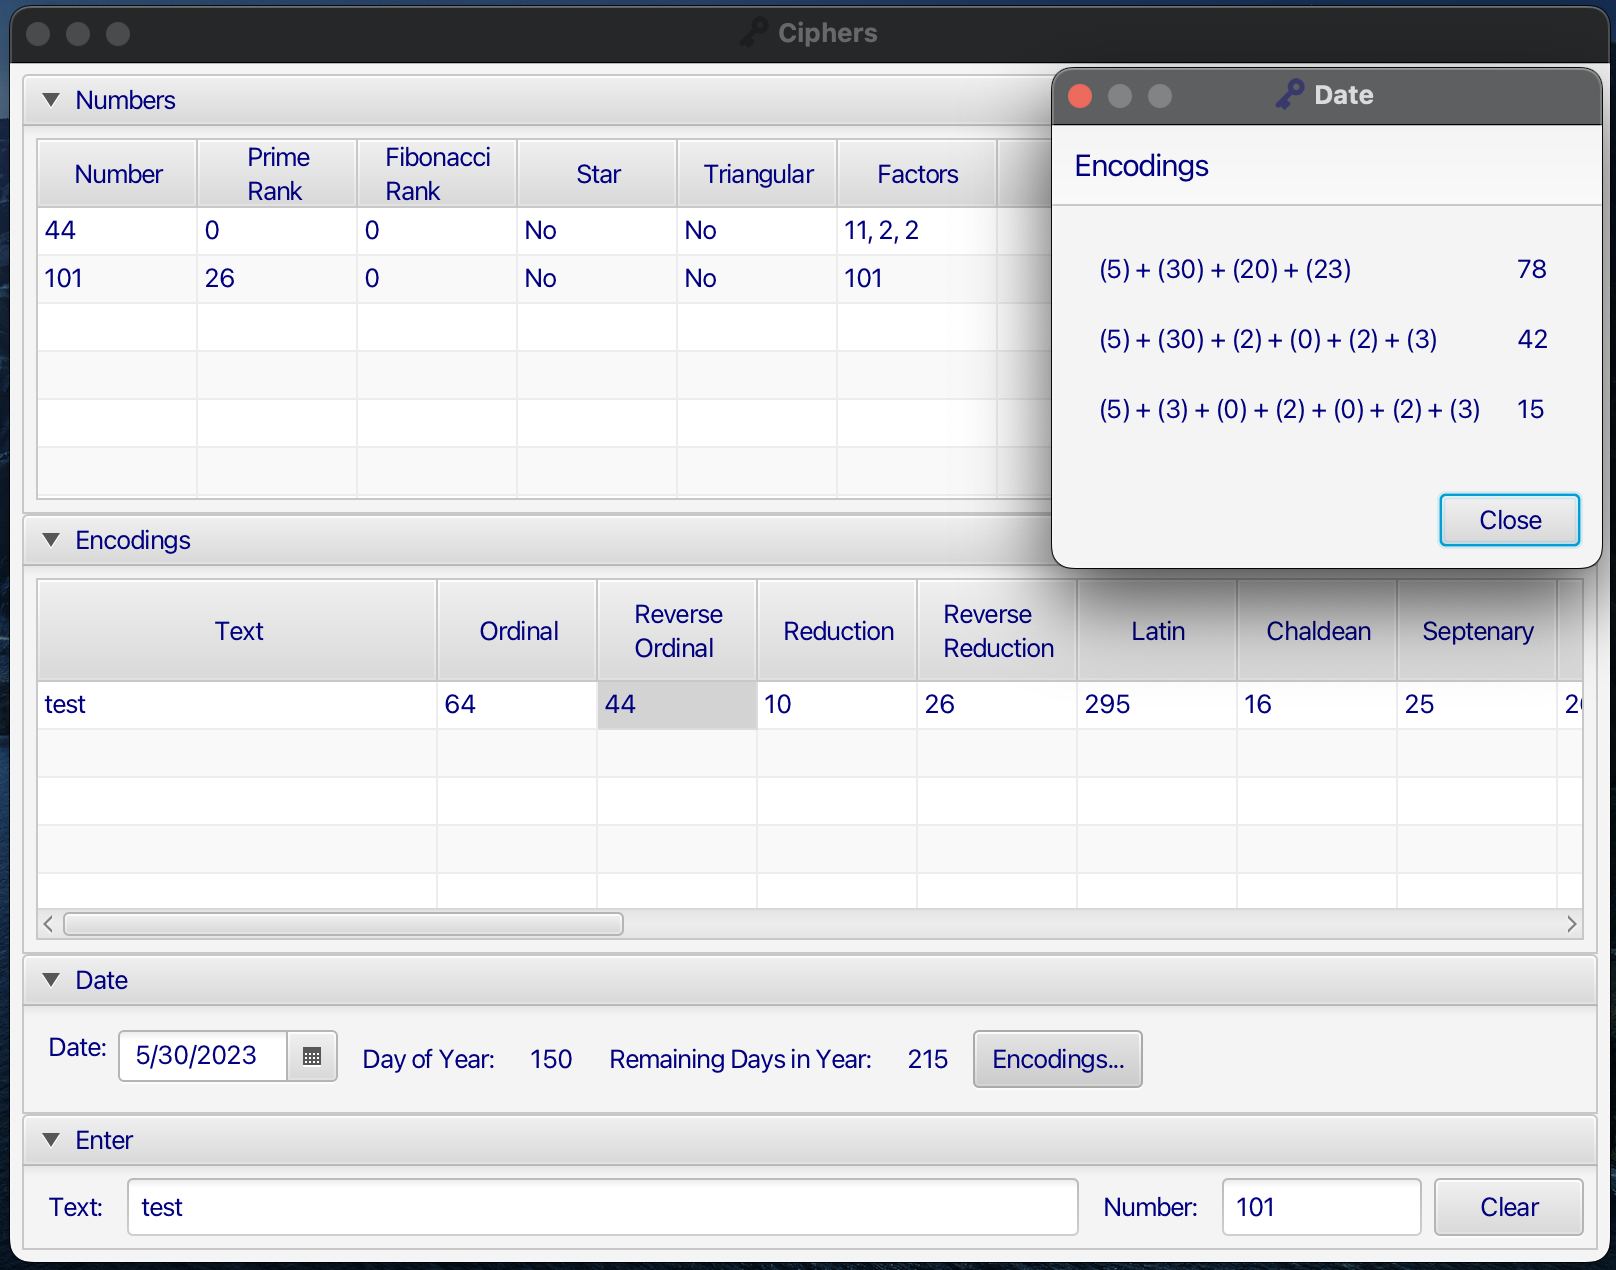 Ciphers
Numbers
Number Prime Rank Fibonacci Rank Star Triangular Factors
44 0 0 No No 11, 2, 2
101 26 0 No No 101
Date
Encodings
(5) + (30) + (20) + (23) 78
(5) + (30) + (2) + (0) + (2) + (3) 42
(5) + (3) + (0) + (2) + (0) + (2) + (3) 15
Close
Encodings
Text Ordinal Reverse Ordinal Reduction Reverse Reduction Latin Chaldean Septenary
test 64 44 10 26 295 16 25
Date
Date: 5/30/2023 Day of Year: 150 Remaining Days in Year: 215 Encodings...
Enter
Text: test Number: 101 Clear